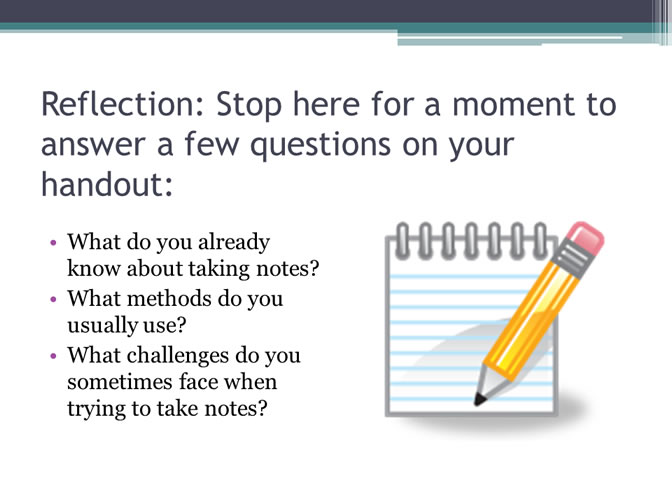 Reflection: Stop here for a moment to
answer a few questions on your
handout:
• What do you already
know about taking notes?
• What methods do you
usually use?
• What challenges do you
sometimes face when
trying to take notes?